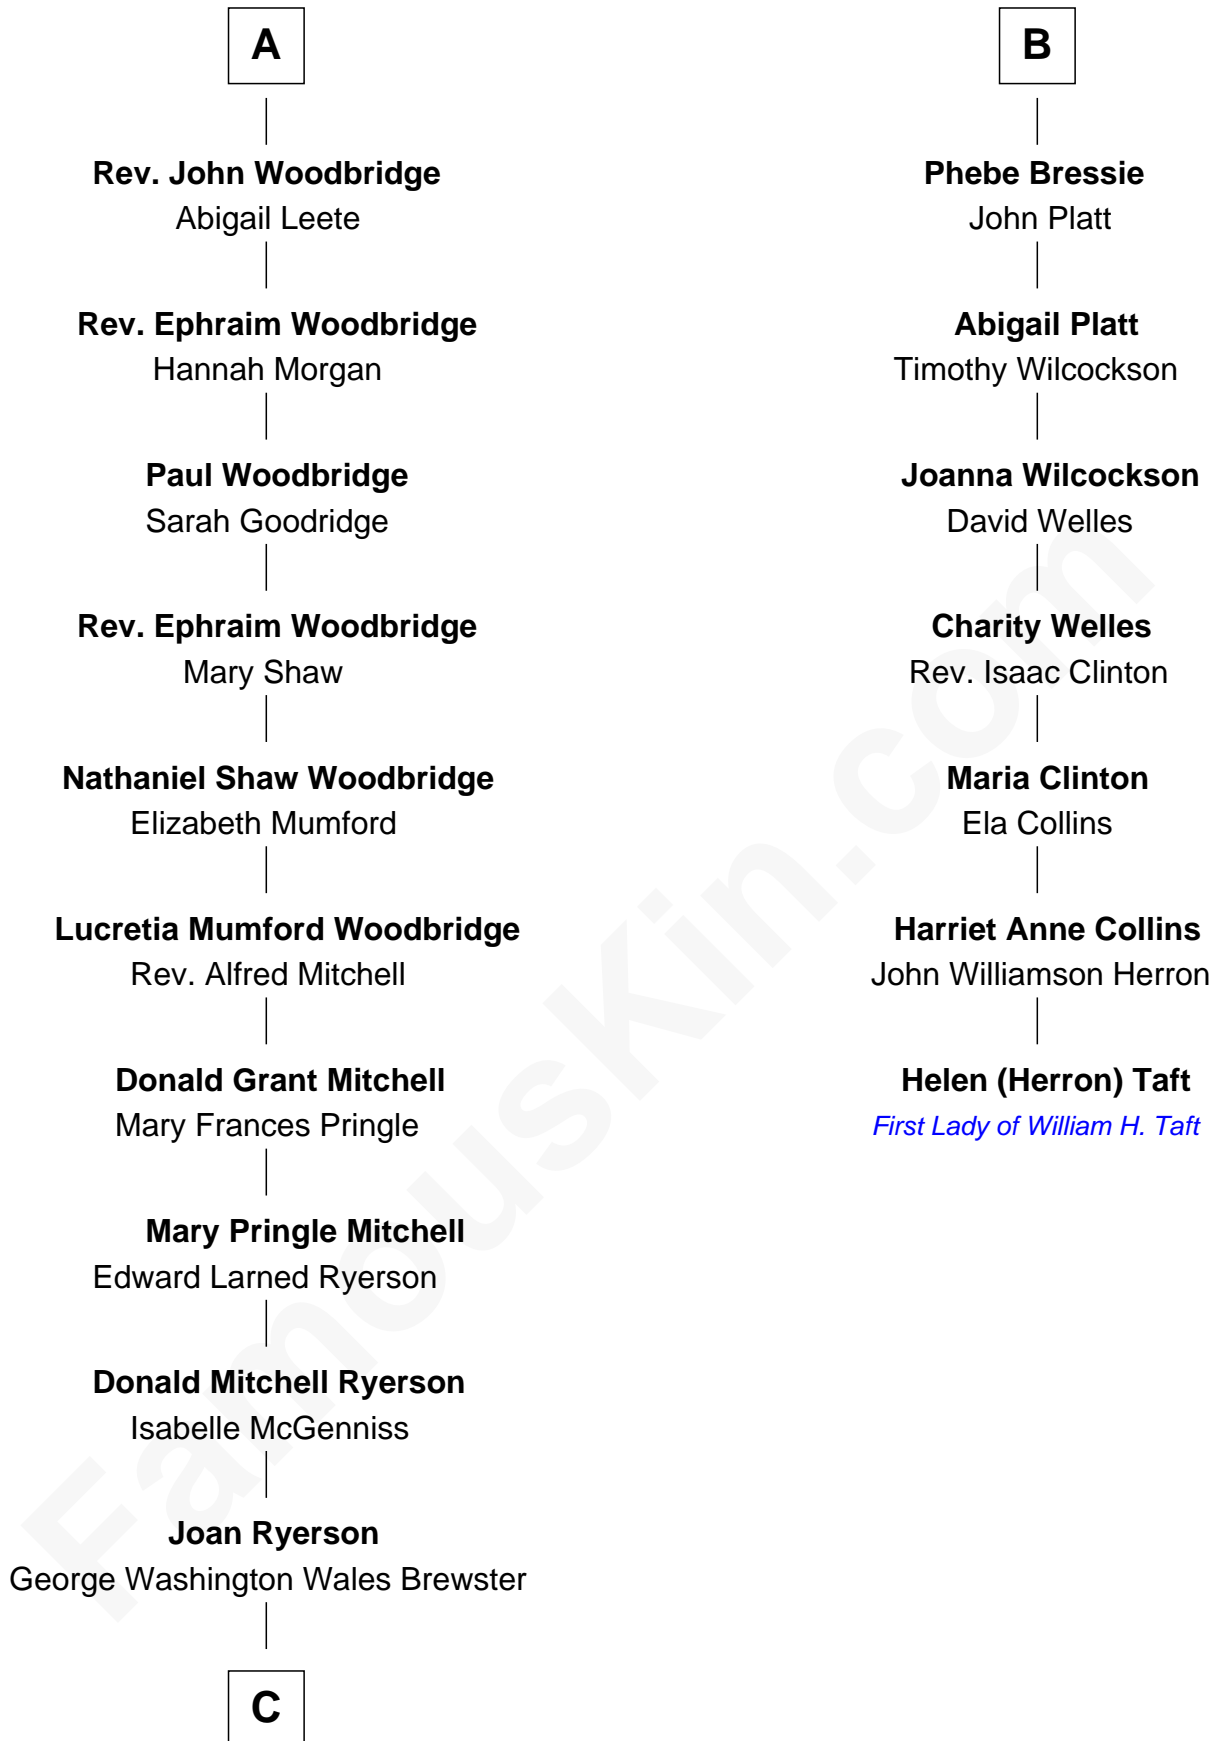 A
Rev. John Woodbridge
Abigail Leete
Rev. Ephraim Woodbridge
Hannah Morgan
Paul Woodbridge
Sarah Goodridge
Rev. Ephraim Woodbridge
Mary Shaw
Nathaniel Shaw Woodbridge
Elizabeth Mumford
Lucretia Mumford Woodbridge
Rev. Alfred Mitchell
Donald Grant Mitchell
Mary Frances Pringle
Mary Pringle Mitchell
Edward Larned Ryerson
Donald Mitchell Ryerson
Isabelle McGenniss
Joan Ryerson
George Washington Wales Brewster
C
B
Phebe Bressie
John Platt
Abigail Platt
Timothy Wilcockson
Joanna Wilcockson
David Welles
Charity Welles
Rev. Isaac Clinton
Maria Clinton
Ela Collins
Harriet Anne Collins
John Williamson Herron
Helen (Herron) Taft
First Lady of William H. Taft
FamousKin.com